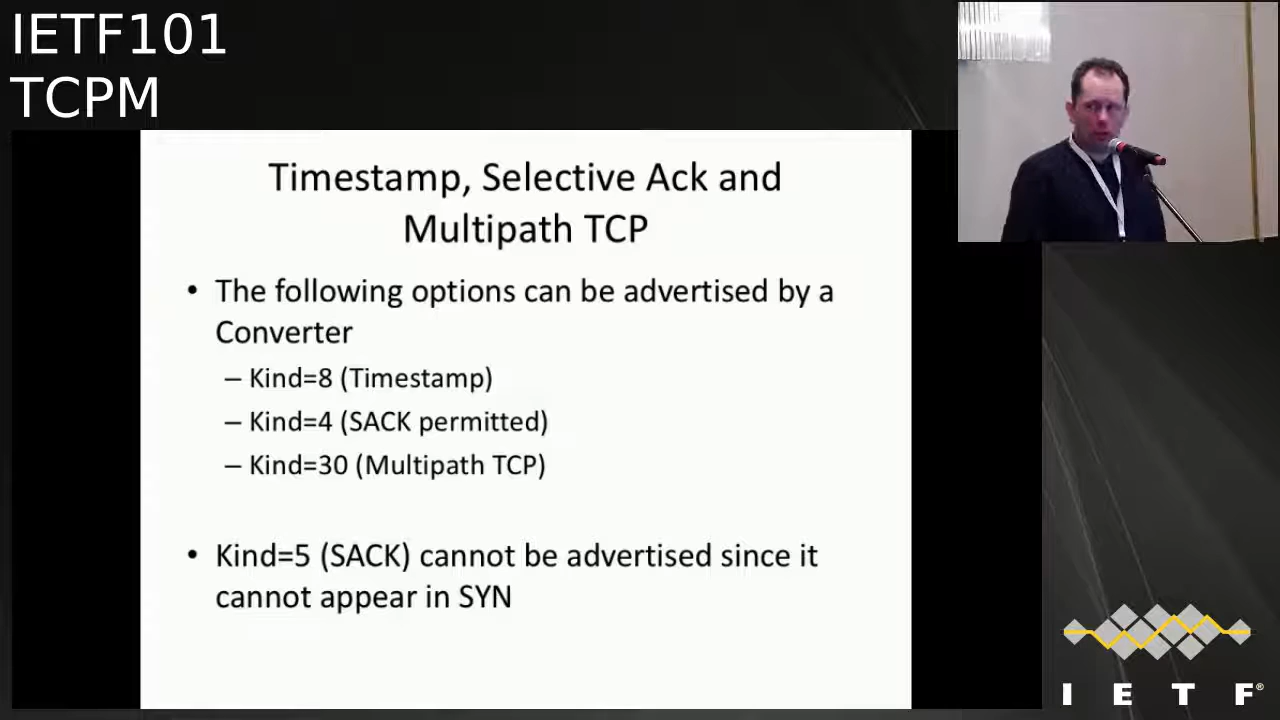 IETF101
TCPM
Timestamp, Selective Ack and
Multipath TCP
• The following options can be advertised by a
Converter
– Kind=8 (Timestamp)
– Kind=4 (SACK permitted)
– Kind=30 (Multipath TCP)
• Kind=5 (SACK) cannot be advertised since it
cannot appear in SYN
I E T F®